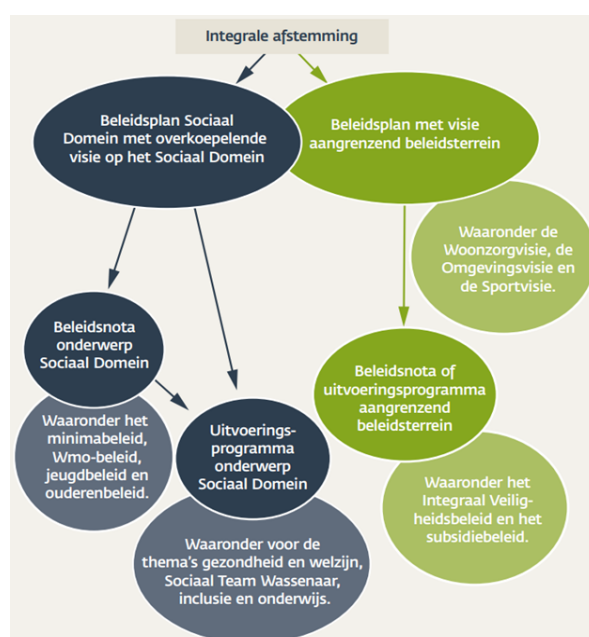 Integrale afstemming
Beleidsplan Sociaal
Domein met overkoepelende
visie op het Sociaal Domein
Beleidsplan met visie
aangrenzend beleidsterrein
Waaronder de
Woonzorgvisie, de
Omgevingsvisie en
de Sportvisie.
Beleidsnota
onderwerp
Sociaal Domein
Waaronder het
minimabeleid,
Wmo-beleid,
jeugdbeleid en
ouderenbeleid.
Uitvoerings-
programma
onderwerp
Sociaal Domein
Waaronder voor de
thema's gezondheid en welzijn,
Sociaal Team Wassenaar,
inclusie en onderwijs.
Beleidsnota of
uitvoeringsprogramma
aangrenzend
beleidsterrein
Waaronder het
Integraal Veilig-
heidsbeleid en het
subsidiebeleid.